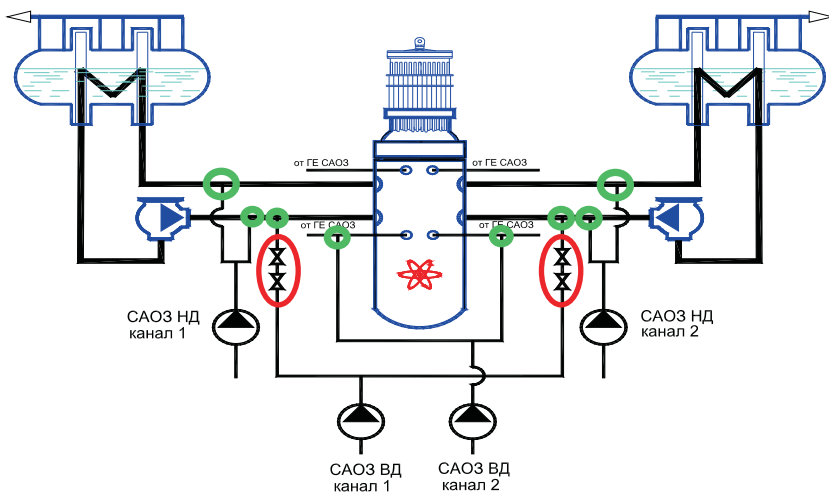 от ГЕ САОЗ
от ГЕ САОЗ
от ГЕ САОЗ
от ГЕ САОЗ
САОЗ НД
канал 1
САОЗ НД
канал 2
САОЗ ВД
канал 1
САОЗ ВД
канал 2